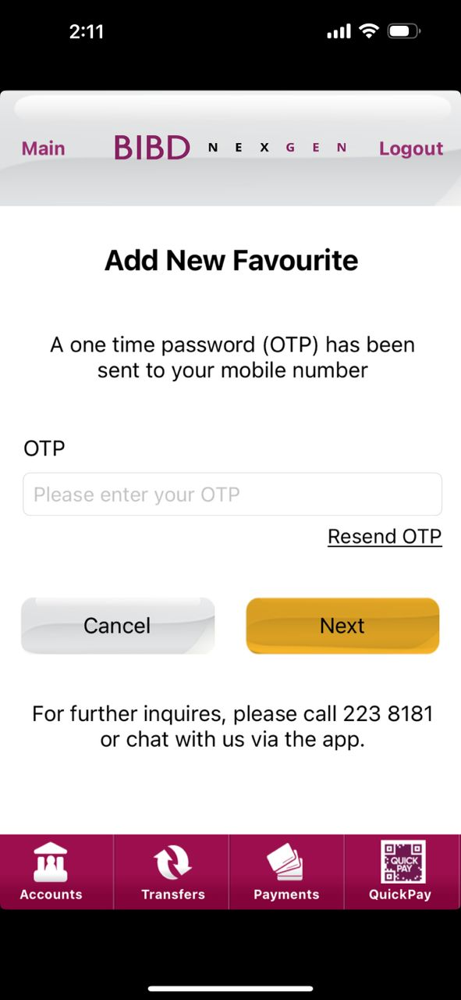 2:11
Main BIBD NEXGEN Logout
Add New Favourite
A one time password (OTP) has been
sent to your mobile number
OTP
Please enter your OTP
Resend OTP
Cancel Next
For further inquires, please call 223 8181
or chat with us via the app.
QUICK
PAY
Accounts Transfers Payments QuickPay